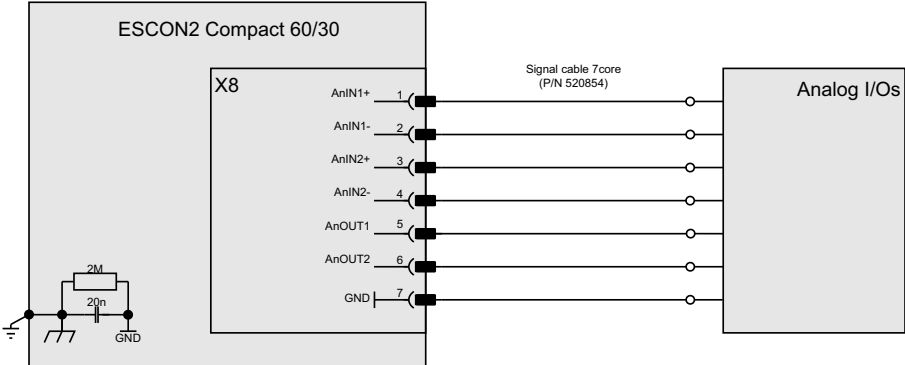 ESCON2 Compact 60/30
Signal cable 7core
(P/N 520854)
X8
Analog I/Os
AnIN1+ 1
AnIN1- 2
AnIN2+ 3
AnIN2- 4
AnOUT1 5
AnOUT2 6
GND 7
2M
20n
GND